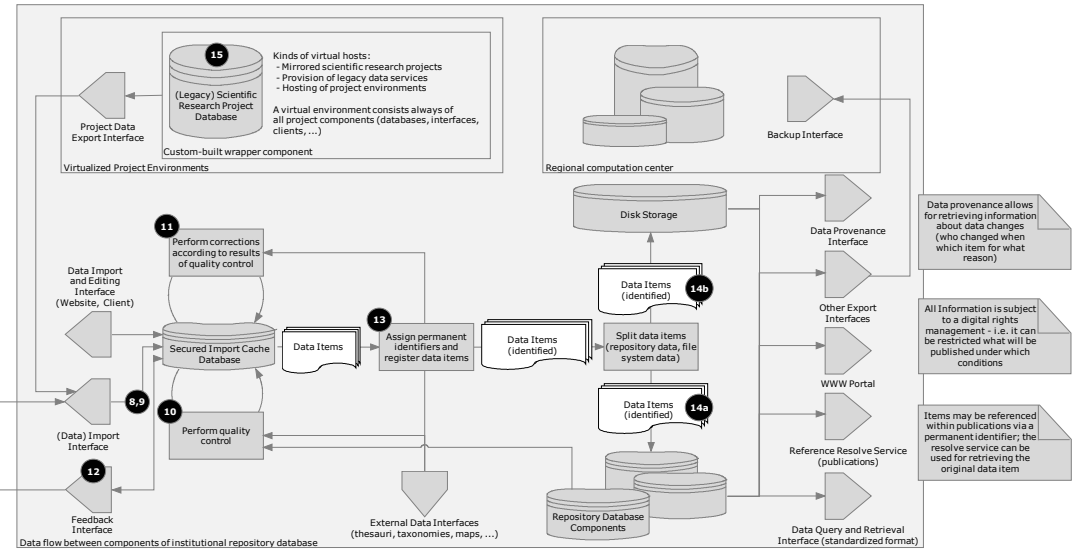 15
(Legacy) Scientific
Research Project
Database
Kinds of virtual hosts:
- Mirrored scientific research projects
- Provision of legacy data services
- Hosting of project environments
A virtual environment consists always of
all project components (databases, interfaces,
clients, ...)
Project Data
Export Interface
Custom-built wrapper component
Virtualized Project Environments
Backup Interface
Regional computation center
Disk Storage
Data Provenance
Interface
Data provenance allows
for retrieving information
about data changes
(who changed when
which item for what
reason)
11
Perform corrections
according to results
of quality control
Data Import
and Editing
Interface
(Website, Client)
Data Items
(identified)
14b
Other Export
Interfaces
All Information is subject
to a digital rights
management - i.e. it can
be restricted what will be
published under which
conditions
Secured Import Cache
Database
Data Items
13
Assign permanent
identifiers and
register data items
Data Items
(identified)
Split data items
(repository data, file
system data)
WWW Portal
8,9
(Data) Import
Interface
10
Perform quality
control
Data Items
(identified)
14a
Reference Resolve Service
(publications)
Items may be referenced
within publications via a
permanent identifier; the
resolve service can be
used for retrieving the
original data item
12
Feedback
Interface
External Data Interfaces
(thesauri, taxonomies, maps, ...)
Repository Database
Components
Data Query and Retrieval
Interface (standardized format)
Data flow between components of institutional repository database